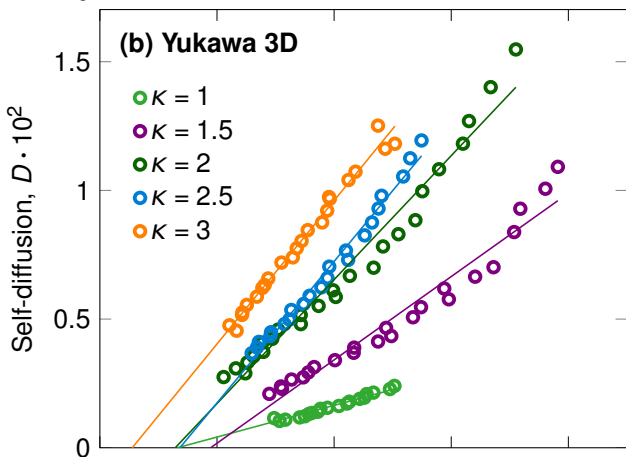 (b) Yukawa 3D
κ = 1
κ = 1.5
κ = 2
κ = 2.5
κ = 3
1.5
1
0.5
0
Self-diffusion, D · 10²